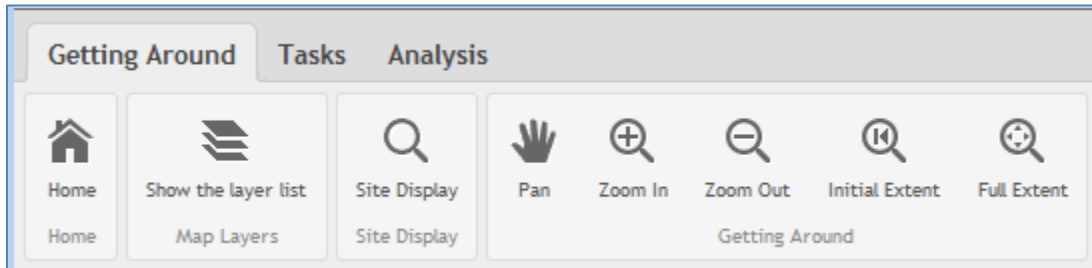 Getting Around Tasks Analysis
Home Show the layer list Site Display Pan Zoom In Zoom Out Initial Extent Full Extent
Home Map Layers Site Display Getting Around